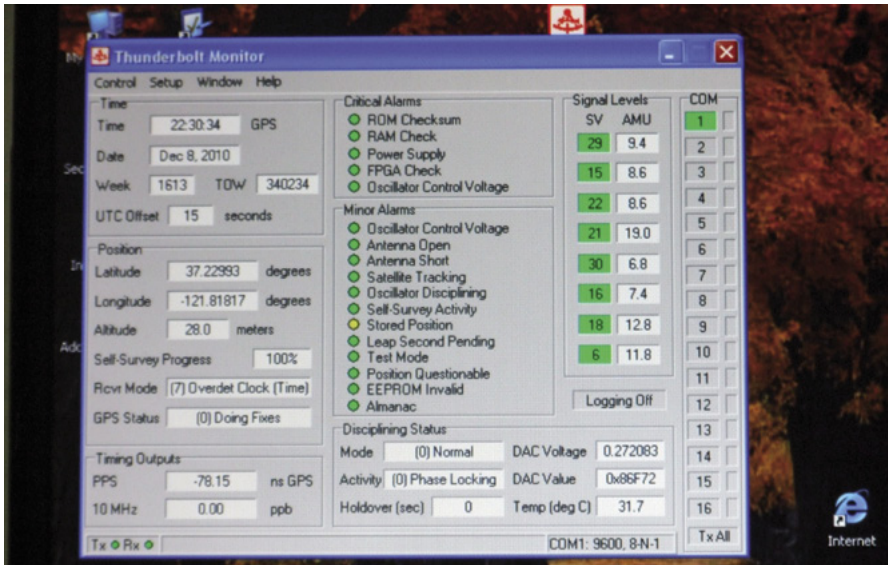 Thunderbolt Monitor
Control Setup Window Help
Time
Time 22:30:34 GPS
Date Dec 8, 2010
Week 1613 TOW 340234
UTC Offset 15 seconds
Position
Latitude 37.22993 degrees
Longitude -121.81817 degrees
Altitude 28.0 meters
Self-Survey Progress 100%
Rcvr Mode (7) Overdet Clock (Time)
GPS Status (0) Doing Fixes
Timing Outputs
PPS -78.15 ns GPS
10 MHz 0.00 ppb
Tx Rx
Critical Alarms
ROM Checksum
RAM Check
Power Supply
FPGA Check
Oscillator Control Voltage
Minor Alarms
Oscillator Control Voltage
Antenna Open
Antenna Short
Satellite Tracking
Oscillator Disciplining
Self-Survey Activity
Stored Position
Leap Second Pending
Test Mode
Position Questionable
EEPROM Invalid
Almanac
Disciplining Status
Mode (0) Normal DAC Voltage 0.272083
Activity (0) Phase Locking DAC Value 0x86F72
Holdover (sec) 0 Temp (deg C) 31.7
COM1: 9600, 8-N-1
Signal Levels
SV AMU
29 9.4
15 8.6
22 8.6
21 19.0
30 6.8
16 7.4
18 12.8
6 11.8
Logging Off
COM
1
2
3
4
5
6
7
8
9
10
11
12
13
14
15
16
Tx All
Internet